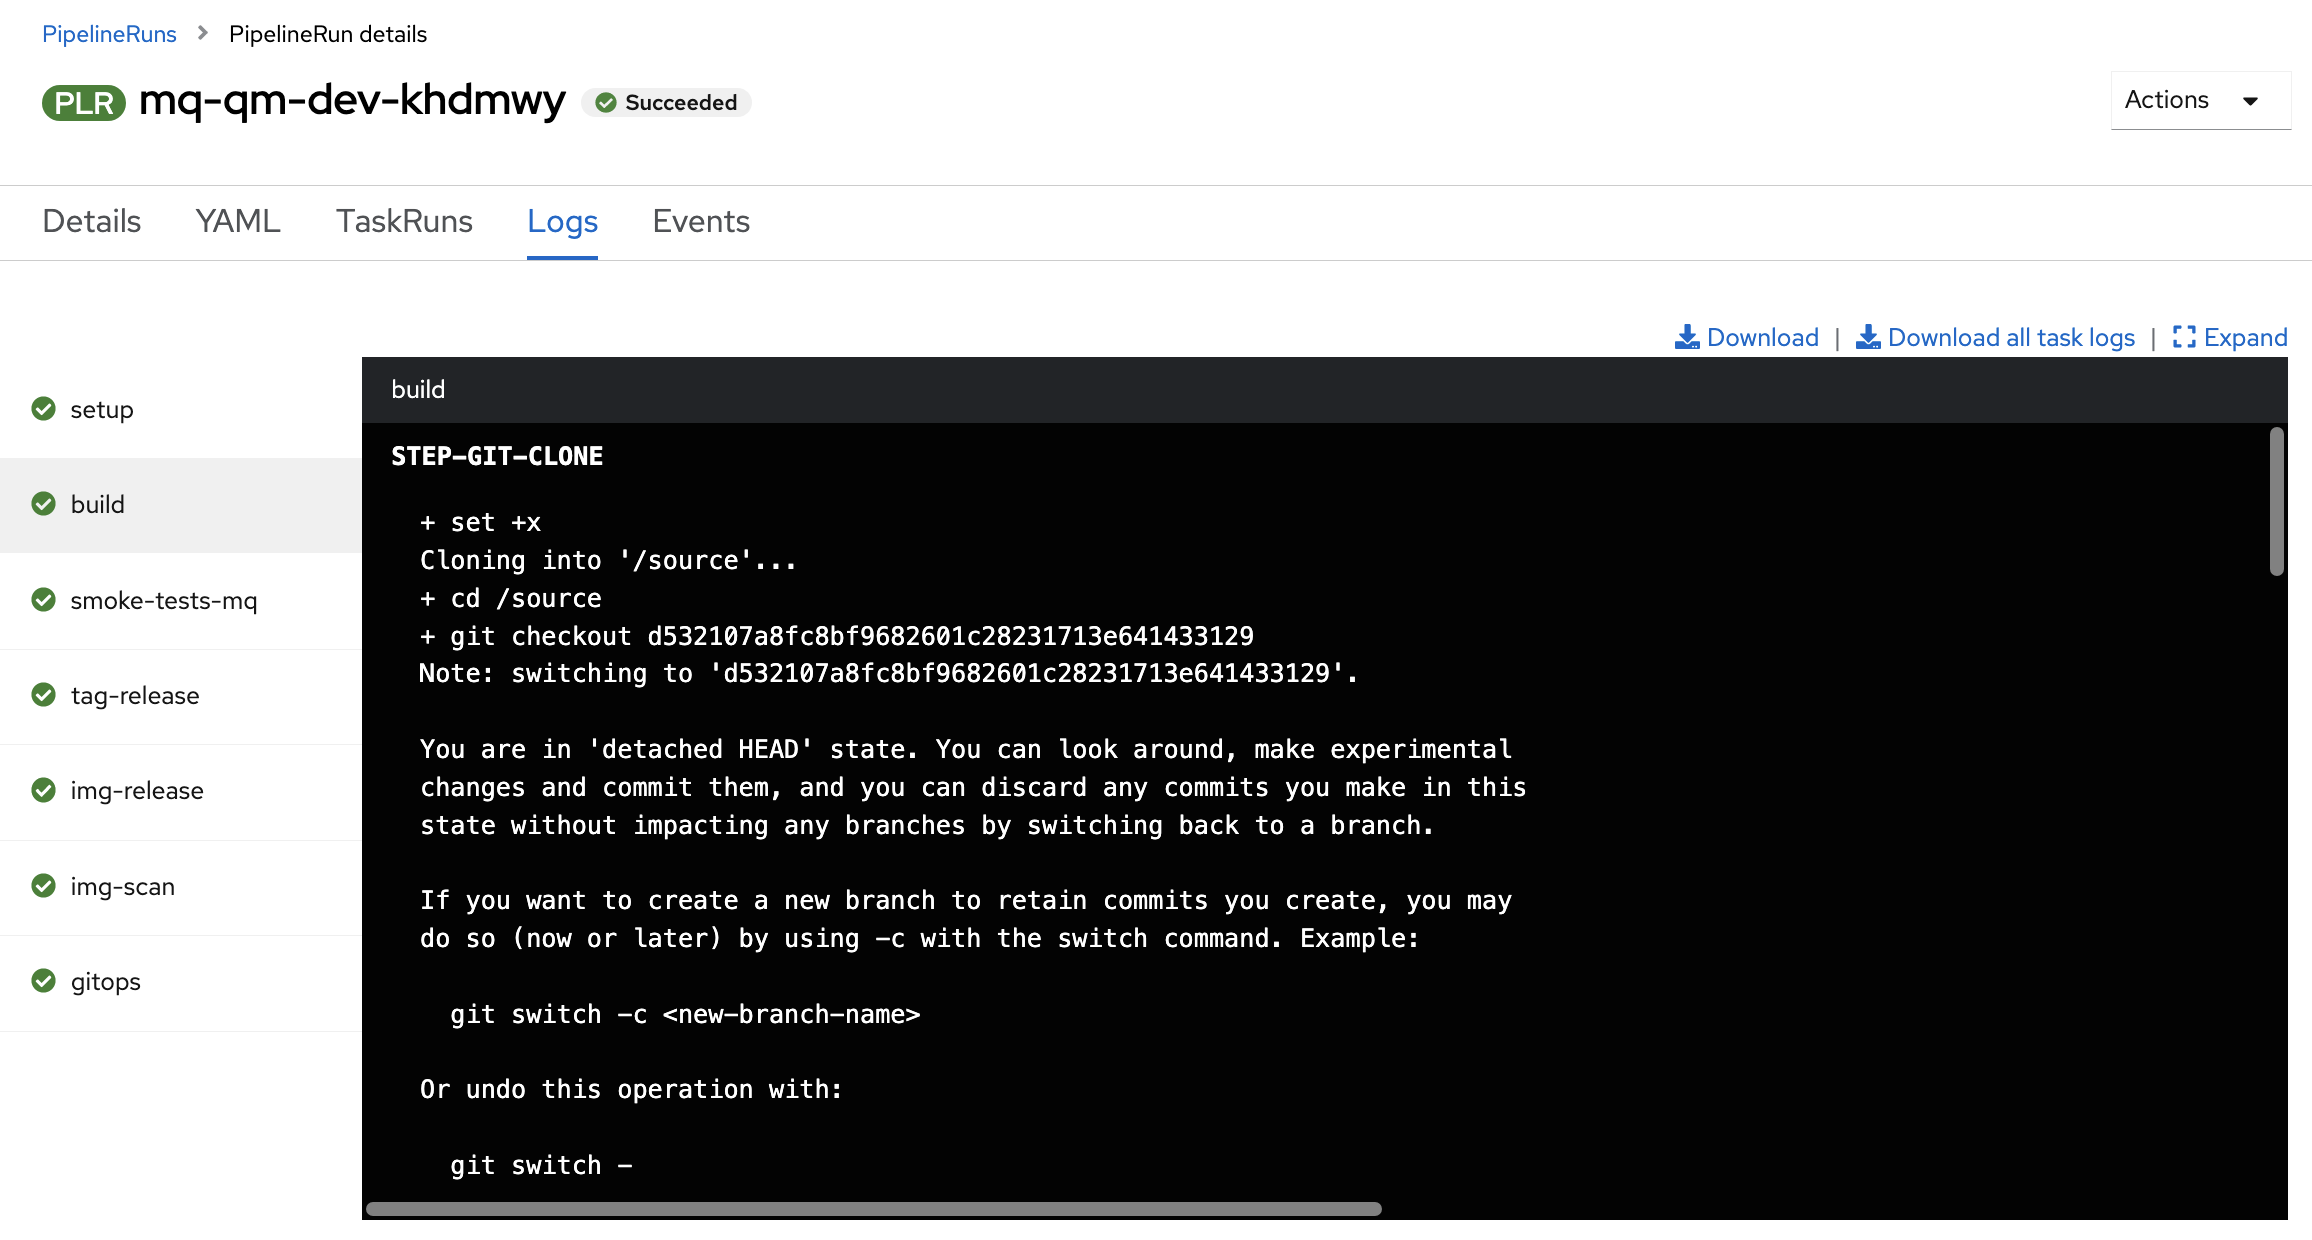 PipelineRuns > PipelineRun details
PLR mq-qm-dev-khdmwy Succeeded
Actions
Details YAML TaskRuns Logs Events
Download | Download all task logs | Expand
setup
build
smoke-tests-mq
tag-release
img-release
img-scan
gitops
build
STEP-GIT-CLONE
+ set +x
Cloning into '/source'...
+ cd /source
+ git checkout d532107a8fc8bf9682601c28231713e641433129
Note: switching to 'd532107a8fc8bf9682601c28231713e641433129'.
You are in 'detached HEAD' state. You can look around, make experimental
changes and commit them, and you can discard any commits you make in this
state without impacting any branches by switching back to a branch.
If you want to create a new branch to retain commits you create, you may
do so (now or later) by using -c with the switch command. Example:
git switch -c <new-branch-name>
Or undo this operation with:
git switch -